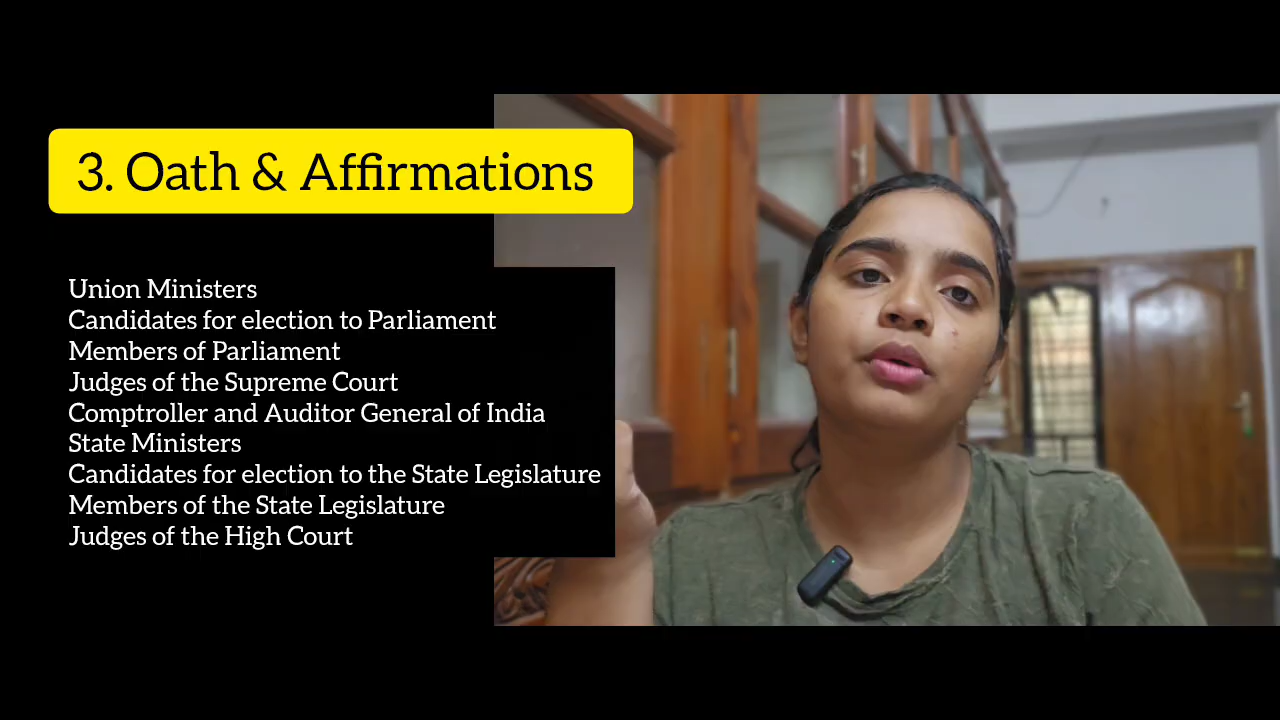 3. Oath & Affirmations
Union Ministers
Candidates for election to Parliament
Members of Parliament
Judges of the Supreme Court
Comptroller and Auditor General of India
State Ministers
Candidates for election to the State Legislature
Members of the State Legislature
Judges of the High Court